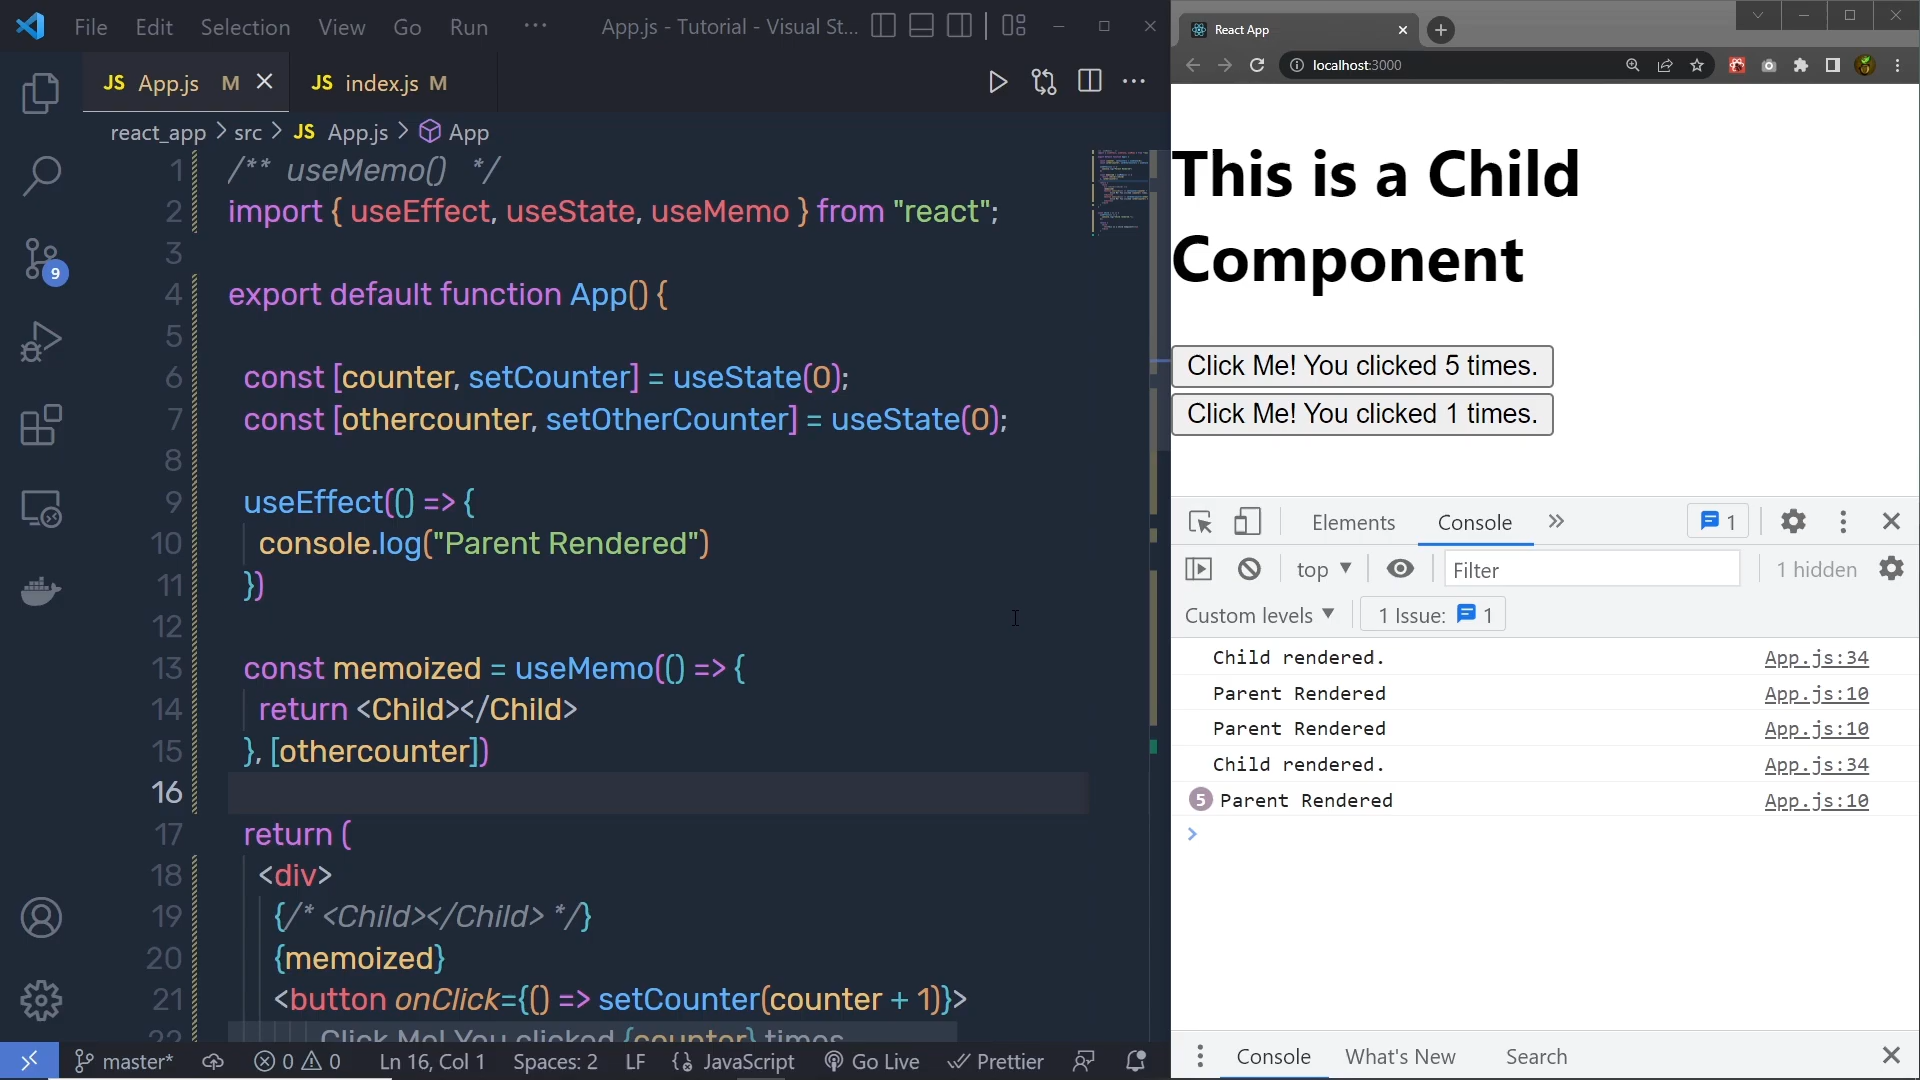 File Edit Selection View Go Run ··· App.js - Tutorial - Visual St...
JS App.js M JS index.js M
react_app > src > JS App.js > App
1 /** useMemo() */
2 import { useEffect, useState, useMemo } from "react";
3
4 export default function App() {
5
6 const [counter, setCounter] = useState(0);
7 const [othercounter, setOtherCounter] = useState(0);
8
9 useEffect(() => {
10 console.log("Parent Rendered")
11 })
12
13 const memoized = useMemo(() => {
14 return <Child></Child>
15 }, [othercounter])
16
17 return (
18 <div>
19 {/* <Child></Child> */}
20 {memoized}
21 <button onClick={() => setCounter(counter + 1)}>
22 Click Me! You clicked {counter} times.
9
master* 0 0 Ln 16, Col 1 Spaces: 2 LF JavaScript Go Live Prettier
React App
localhost:3000
This is a Child
Component
Click Me! You clicked 5 times.
Click Me! You clicked 1 times.
Elements Console 1
top Filter 1 hidden
Custom levels 1 Issue: 1
Child rendered. App.js:34
Parent Rendered App.js:10
Parent Rendered App.js:10
Child rendered. App.js:34
5 Parent Rendered App.js:10
>
Console What's New Search